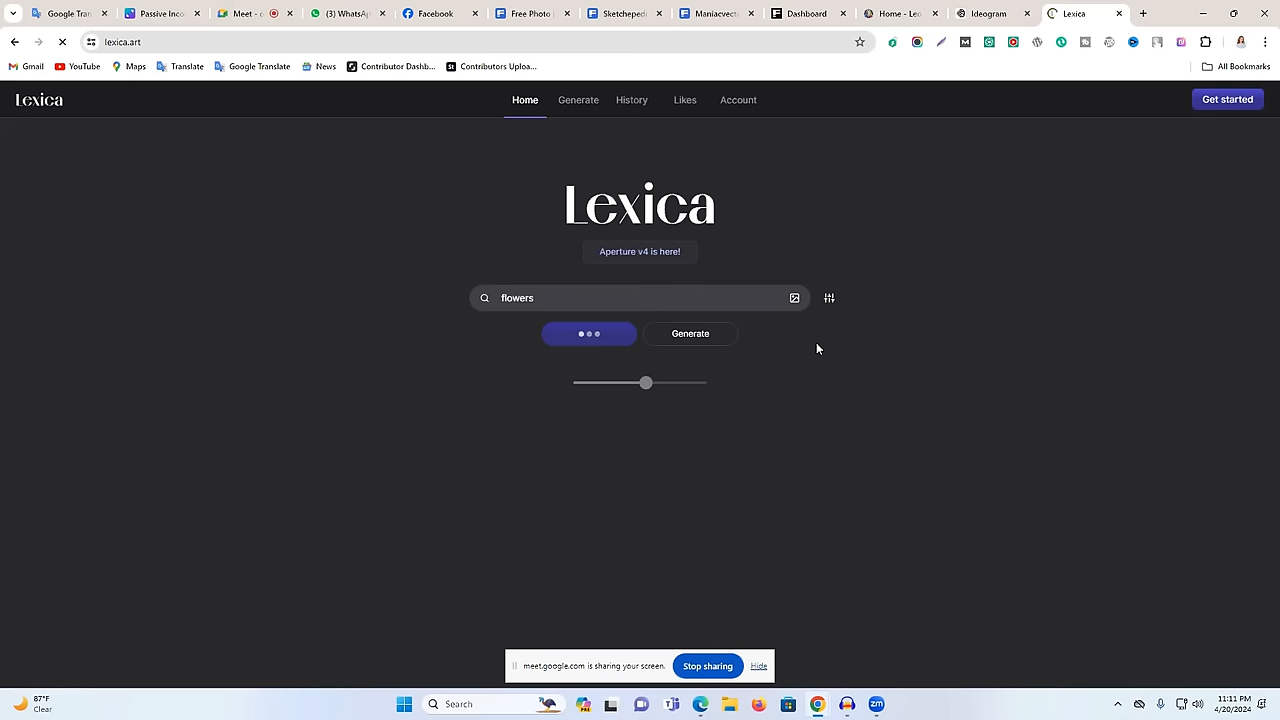 Google Tran
Passive Inco
Meet - c
(3) WhatsA
Facebook
Free Photo
Sketchepedi
Maniacvec
Dashboard
Home - Leo
Ideogram
Lexica
lexica.art
Gmail
YouTube
Maps
Translate
Google Translate
News
Contributor Dashb...
Contributors Uploa...
All Bookmarks
Lexica
Home
Generate
History
Likes
Account
Get started
Lexica
Aperture v4 is here!
flowers
Generate
meet.google.com is sharing your screen.
Stop sharing
Hide
87°F
Clear
Search
11:11 PM
4/20/2024